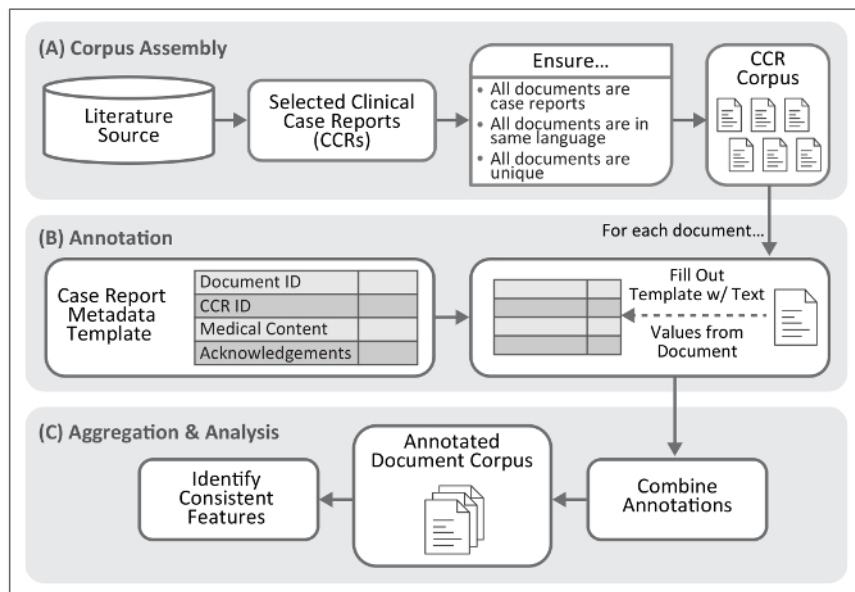 (A) Corpus Assembly
Literature
Source
Selected Clinical
Case Reports
(CCRs)
Ensure...
• All documents are
case reports
• All documents are in
same language
• All documents are
unique
CCR
Corpus
For each document...
(B) Annotation
Case Report
Metadata
Template
Document ID
CCR ID
Medical Content
Acknowledgements
Fill Out
Template w/ Text
Values from
Document
(C) Aggregation & Analysis
Identify
Consistent
Features
Annotated
Document Corpus
Combine
Annotations